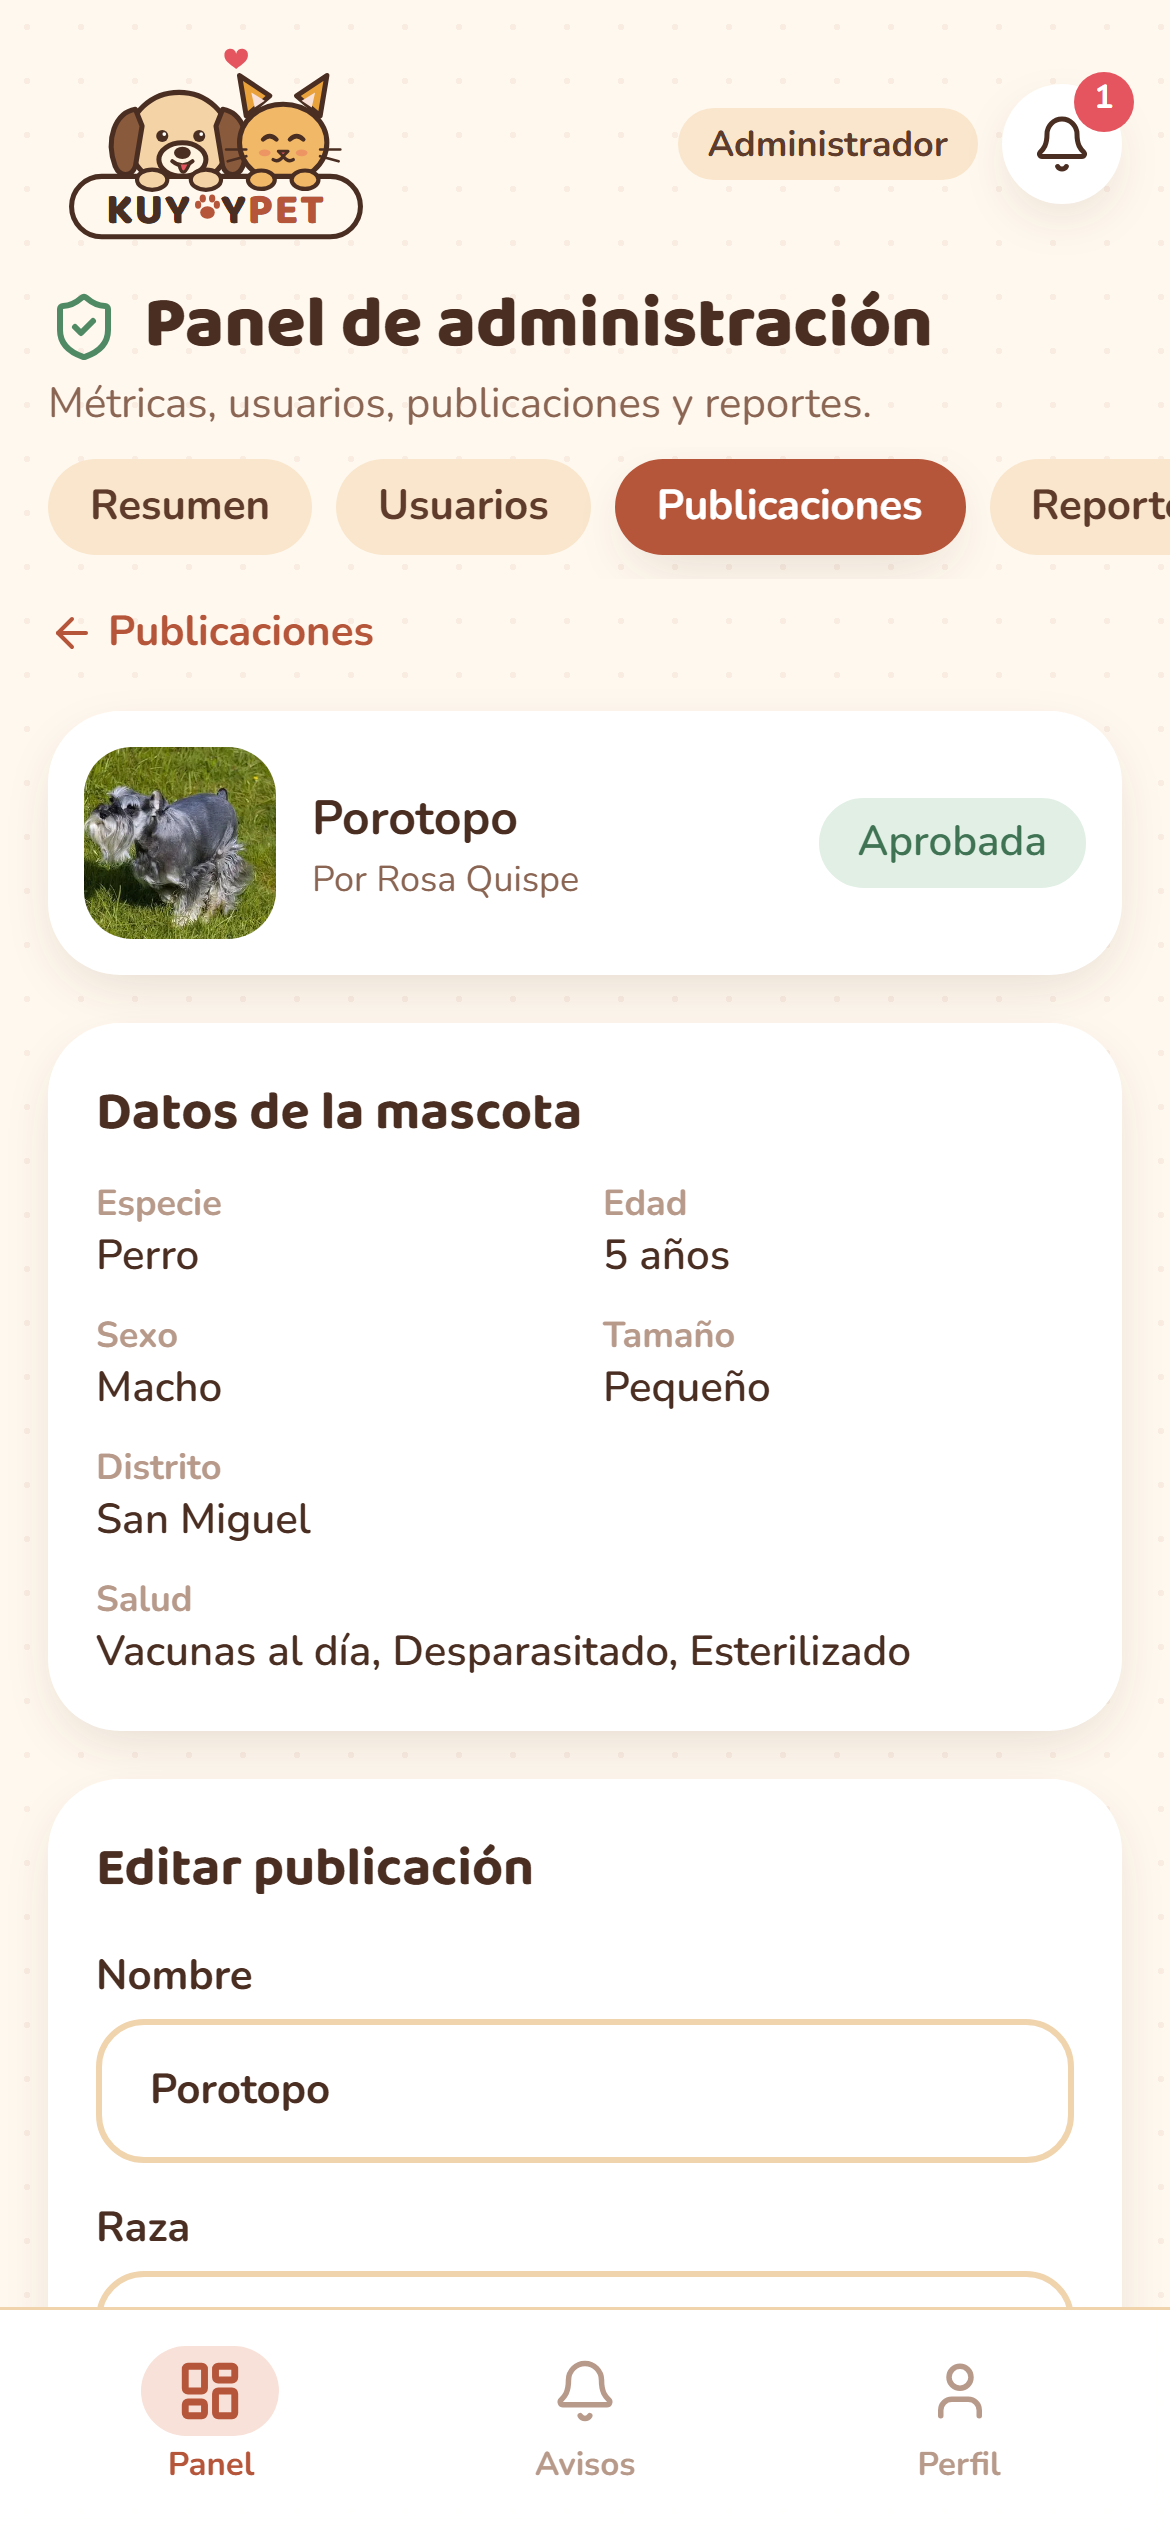 KUYYPET
Administrador
1
Panel de administración
Métricas, usuarios, publicaciones y reportes.
Resumen
Usuarios
Publicaciones
Reporte
Publicaciones
Porotopo
Por Rosa Quispe
Aprobada
Datos de la mascota
Especie
Edad
Perro
5 años
Sexo
Tamaño
Macho
Pequeño
Distrito
San Miguel
Salud
Vacunas al día, Desparasitado, Esterilizado
Editar publicación
Nombre
Porotopo
Raza
Panel
Avisos
Perfil